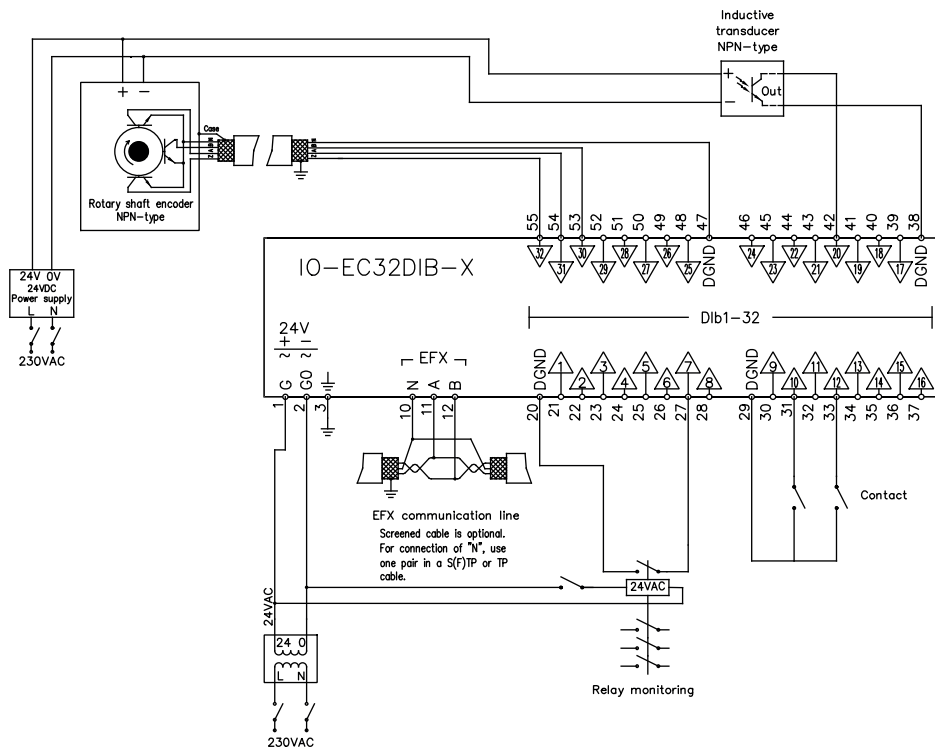 Inductive
transducer
NPN-type
+
Out
−
+ −
Case
N B A Z
N B A Z
Rotary shaft encoder
NPN-type
55 54 53 52 51 50 49 48 47 46 45 44 43 42 41 40 39 38
32 31 30 29 28 27 26 25 DGND 24 23 22 21 20 19 18 17 DGND
IO-EC32DIB-X
24V 0V
24VDC
Power supply
L N
230VAC
DIb1-32
24V
+ −
~ ~
EFX
G G0
N A B
DGND 1 2 3 4 5 6 7 8 DGND 9 10 11 12 13 14 15 16
1 2 3 10 11 12 20 21 22 23 24 25 26 27 28 29 30 31 32 33 34 35 36 37
Contact
EFX communication line
Screened cable is optional.
For connection of "N", use
one pair in a S(F)TP or TP
cable.
24VAC
24VAC
24 0
L N
Relay monitoring
230VAC